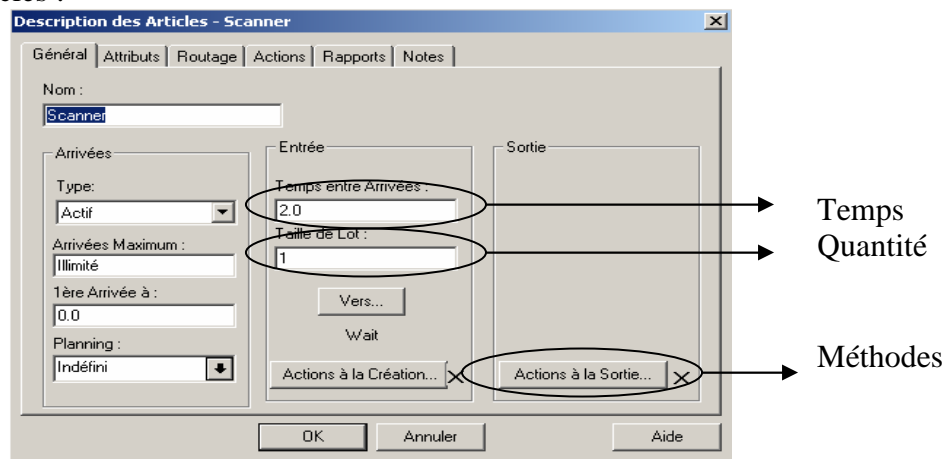 Description des Articles - Scanner
Général Attributs Routage Actions Rapports Notes
Nom :
Scanner
Arrivées
Type:
Actif
Arrivées Maximum :
Illimité
1ère Arrivée à :
0.0
Planning :
Indéfini
Entrée
Temps entre Arrivées :
2.0
Taille de Lot :
1
Vers...
Wait
Actions à la Création...
Sortie
Actions à la Sortie...
OK Annuler Aide
Temps
Quantité
Méthodes